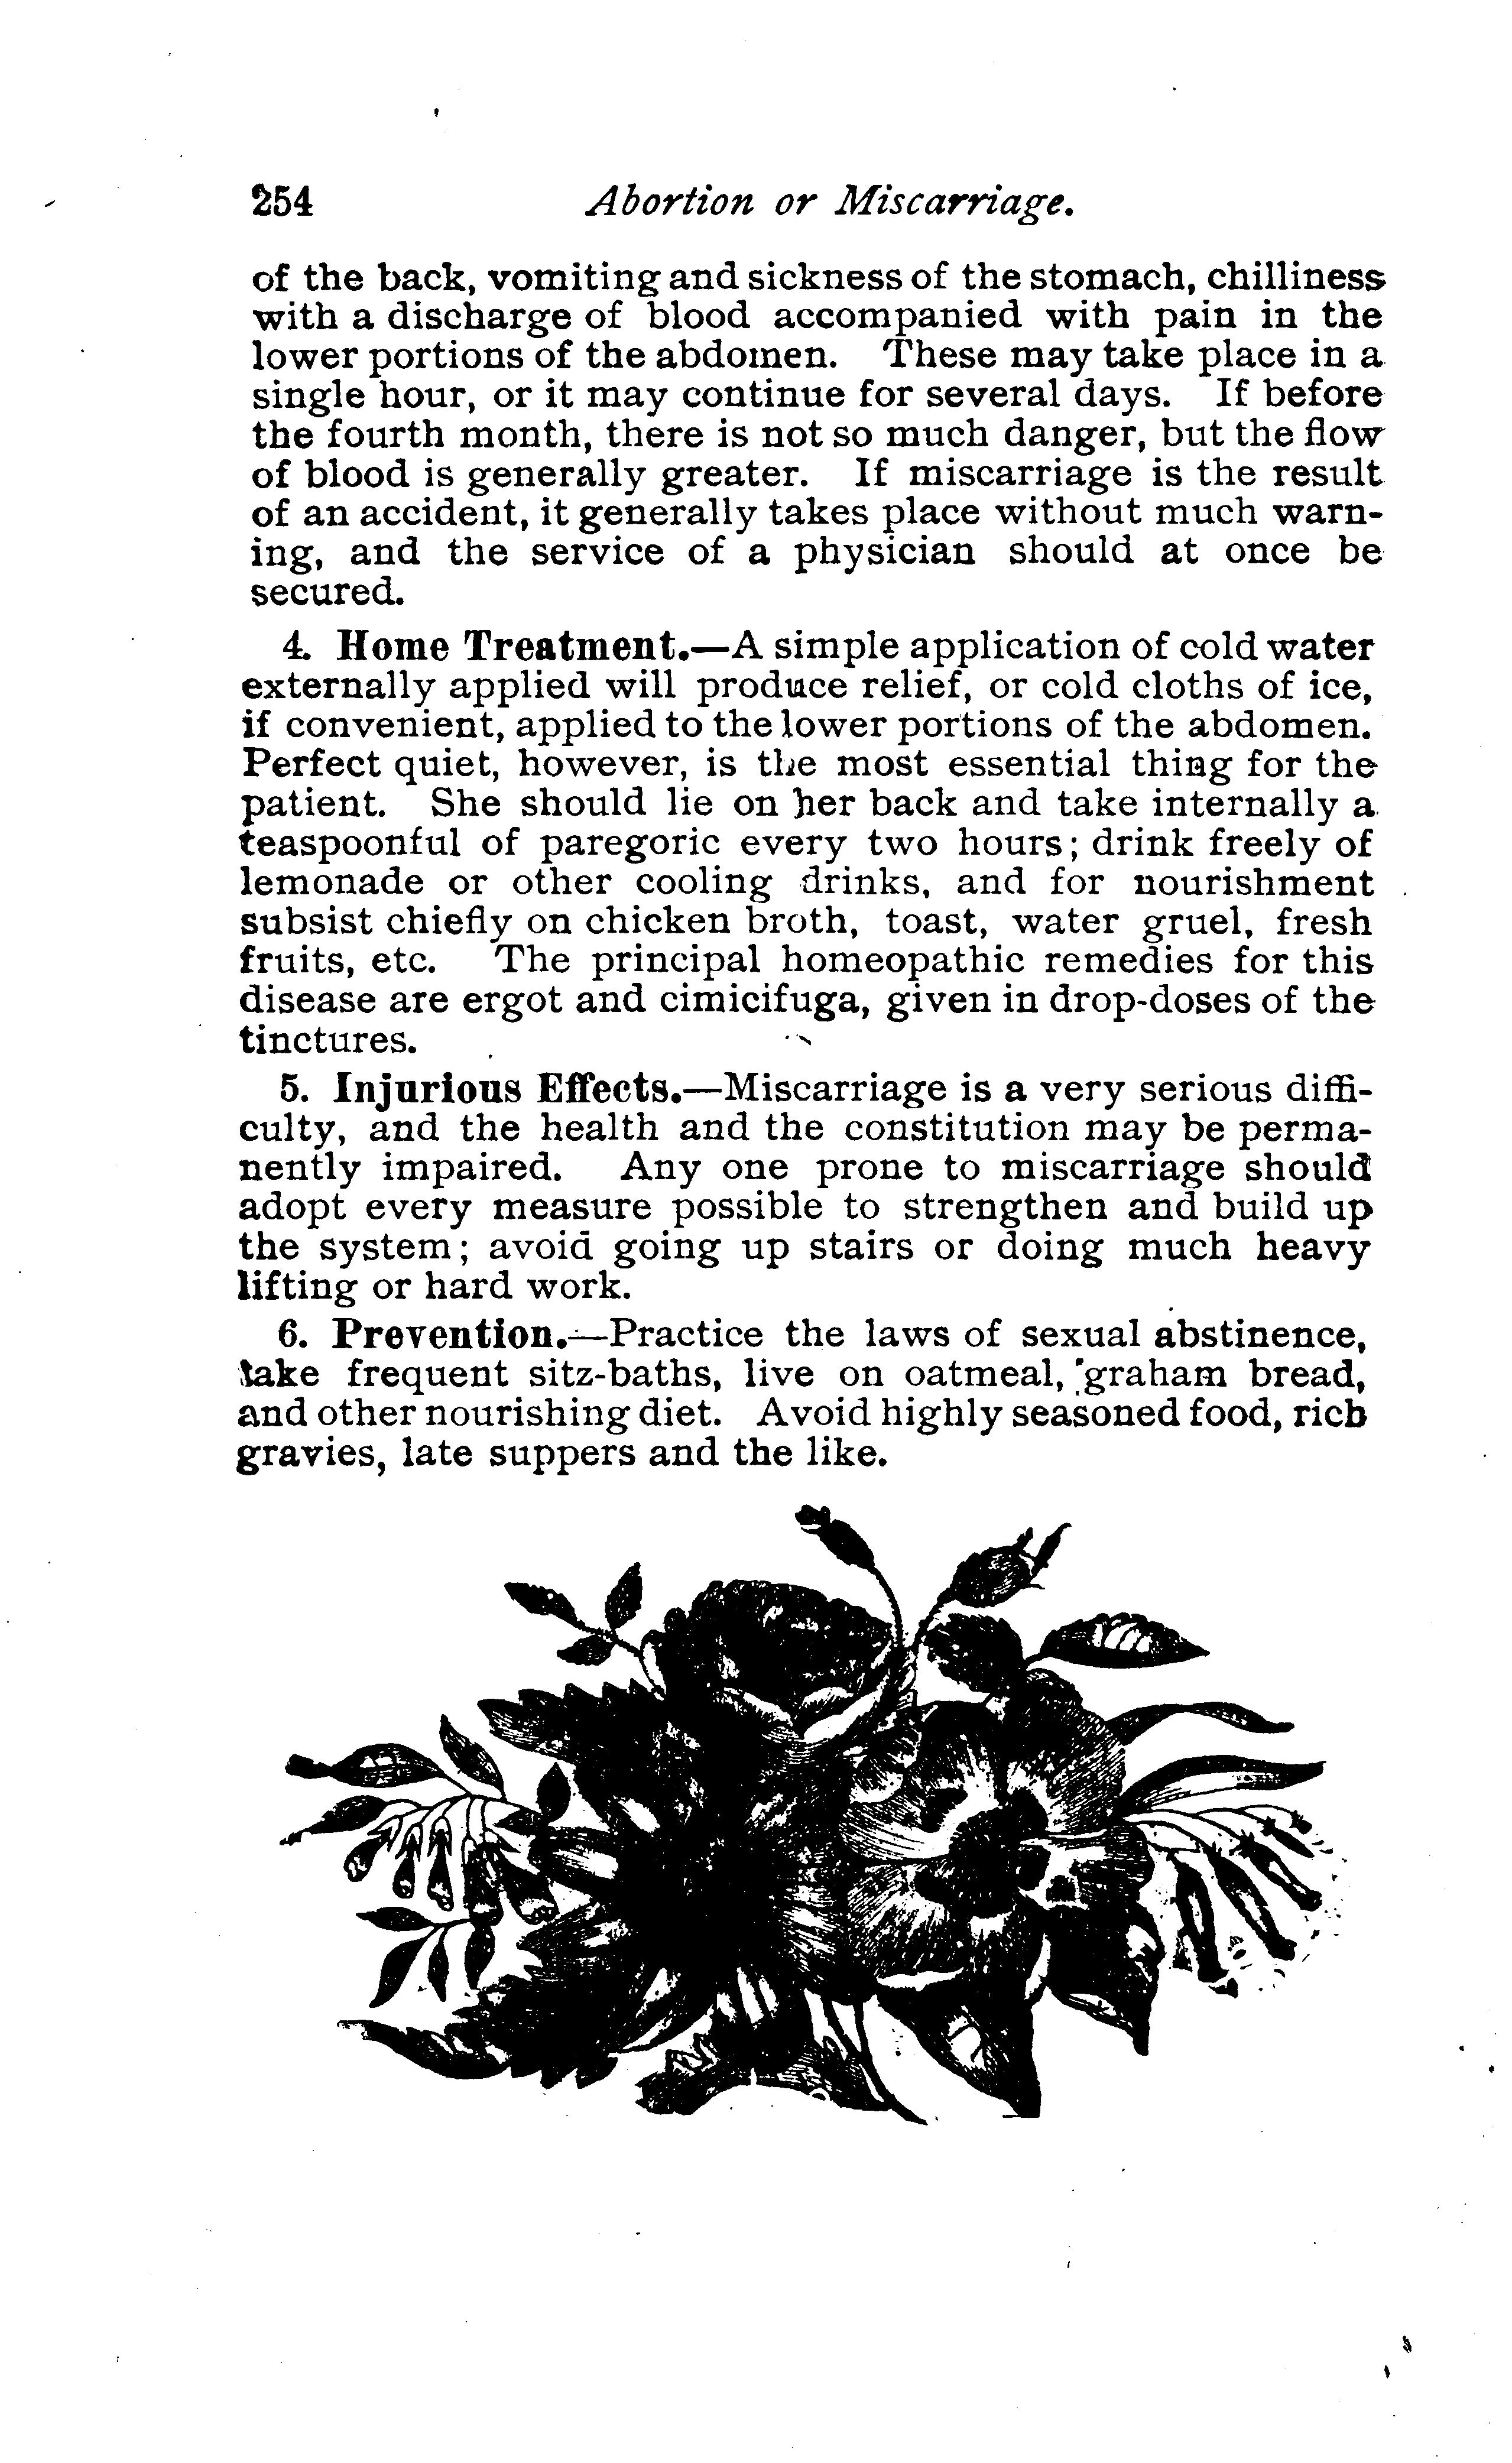 254 Abortion or Miscarriage.
of the back, vomiting and sickness of the stomach, chilliness
with a discharge of blood accompanied with pain in the
lower portions of the abdomen. These may take place in a
single hour, or it may continue for several days. If before
the fourth month, there is not so much danger, but the flow
of blood is generally greater. If miscarriage is the result
of an accident, it generally takes place without much warn-
ing, and the service of a physician should at once be
secured.
4. Home Treatment.—A simple application of cold water
externally applied will produce relief, or cold cloths of ice,
if convenient, applied to the lower portions of the abdomen.
Perfect quiet, however, is the most essential thing for the
patient. She should lie on her back and take internally a
teaspoonful of paregoric every two hours; drink freely of
lemonade or other cooling drinks, and for nourishment
subsist chiefly on chicken broth, toast, water gruel, fresh
fruits, etc. The principal homeopathic remedies for this
disease are ergot and cimicifuga, given in drop-doses of the
tinctures.
5. Injurious Effects.—Miscarriage is a very serious diffi-
culty, and the health and the constitution may be perma-
nently impaired. Any one prone to miscarriage should
adopt every measure possible to strengthen and build up
the system; avoid going up stairs or doing much heavy
lifting or hard work.
6. Prevention.—Practice the laws of sexual abstinence,
take frequent sitz-baths, live on oatmeal, graham bread,
and other nourishing diet. Avoid highly seasoned food, rich
gravies, late suppers and the like.